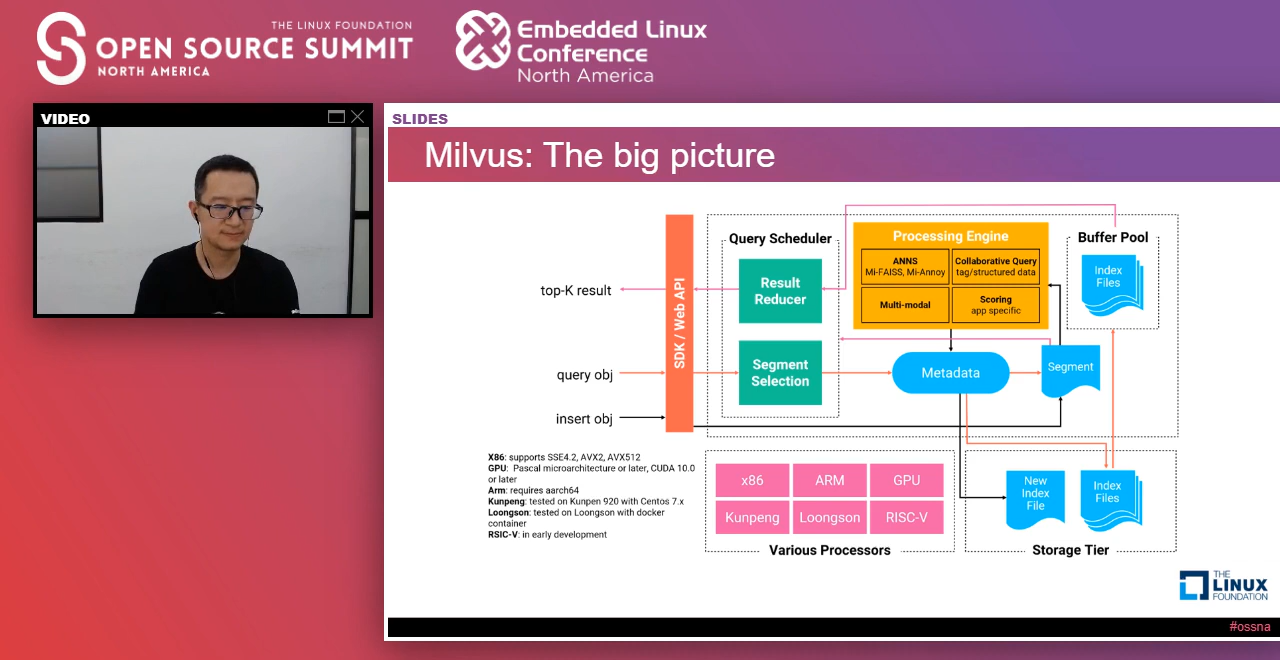 THE LINUX FOUNDATION
OPEN SOURCE SUMMIT
NORTH AMERICA
Embedded Linux
Conference
North America
VIDEO
SLIDES
Milvus: The big picture
Query Scheduler
Result
Reducer
Segment
Selection
Processing Engine
ANNS
Mi-FAISS, Mi-Annoy
Collaborative Query
tag/structured data
Multi-modal
Scoring
app specific
Buffer Pool
Index
Files
top-K result
query obj
insert obj
SDK / Web API
Metadata
Segment
X86: supports SSE4.2, AVX2, AVX512
GPU: Pascal microarchitecture or later, CUDA 10.0
or later
Arm: requires aarch64
Kunpeng: tested on Kunpen 920 with Centos 7.x
Loongson: tested on Loongson with docker
container
RSIC-V: in early development
x86
ARM
GPU
Kunpeng
Loongson
RISC-V
Various Processors
New
Index
File
Index
Files
Storage Tier
THE
LINUX
FOUNDATION
#ossna